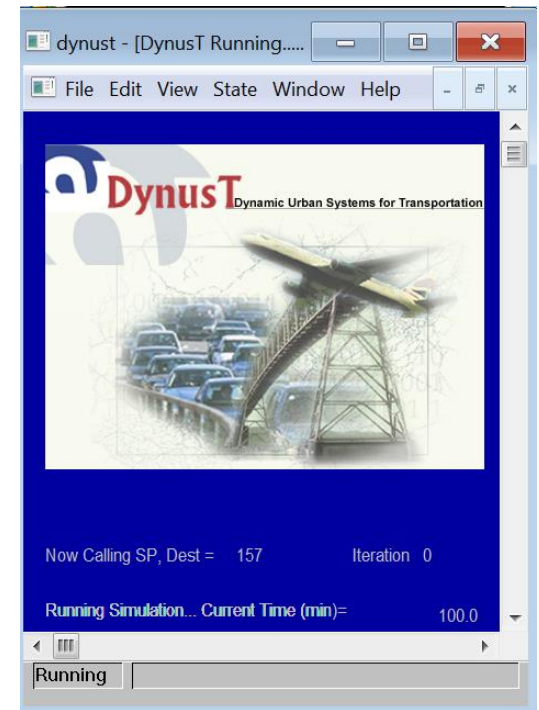 dynust - [DynusT Running.....
File Edit View State Window Help
DynusT Dynamic Urban Systems for Transportation
Now Calling SP, Dest = 157 Iteration 0
Running Simulation... Current Time (min)= 100.0
Running